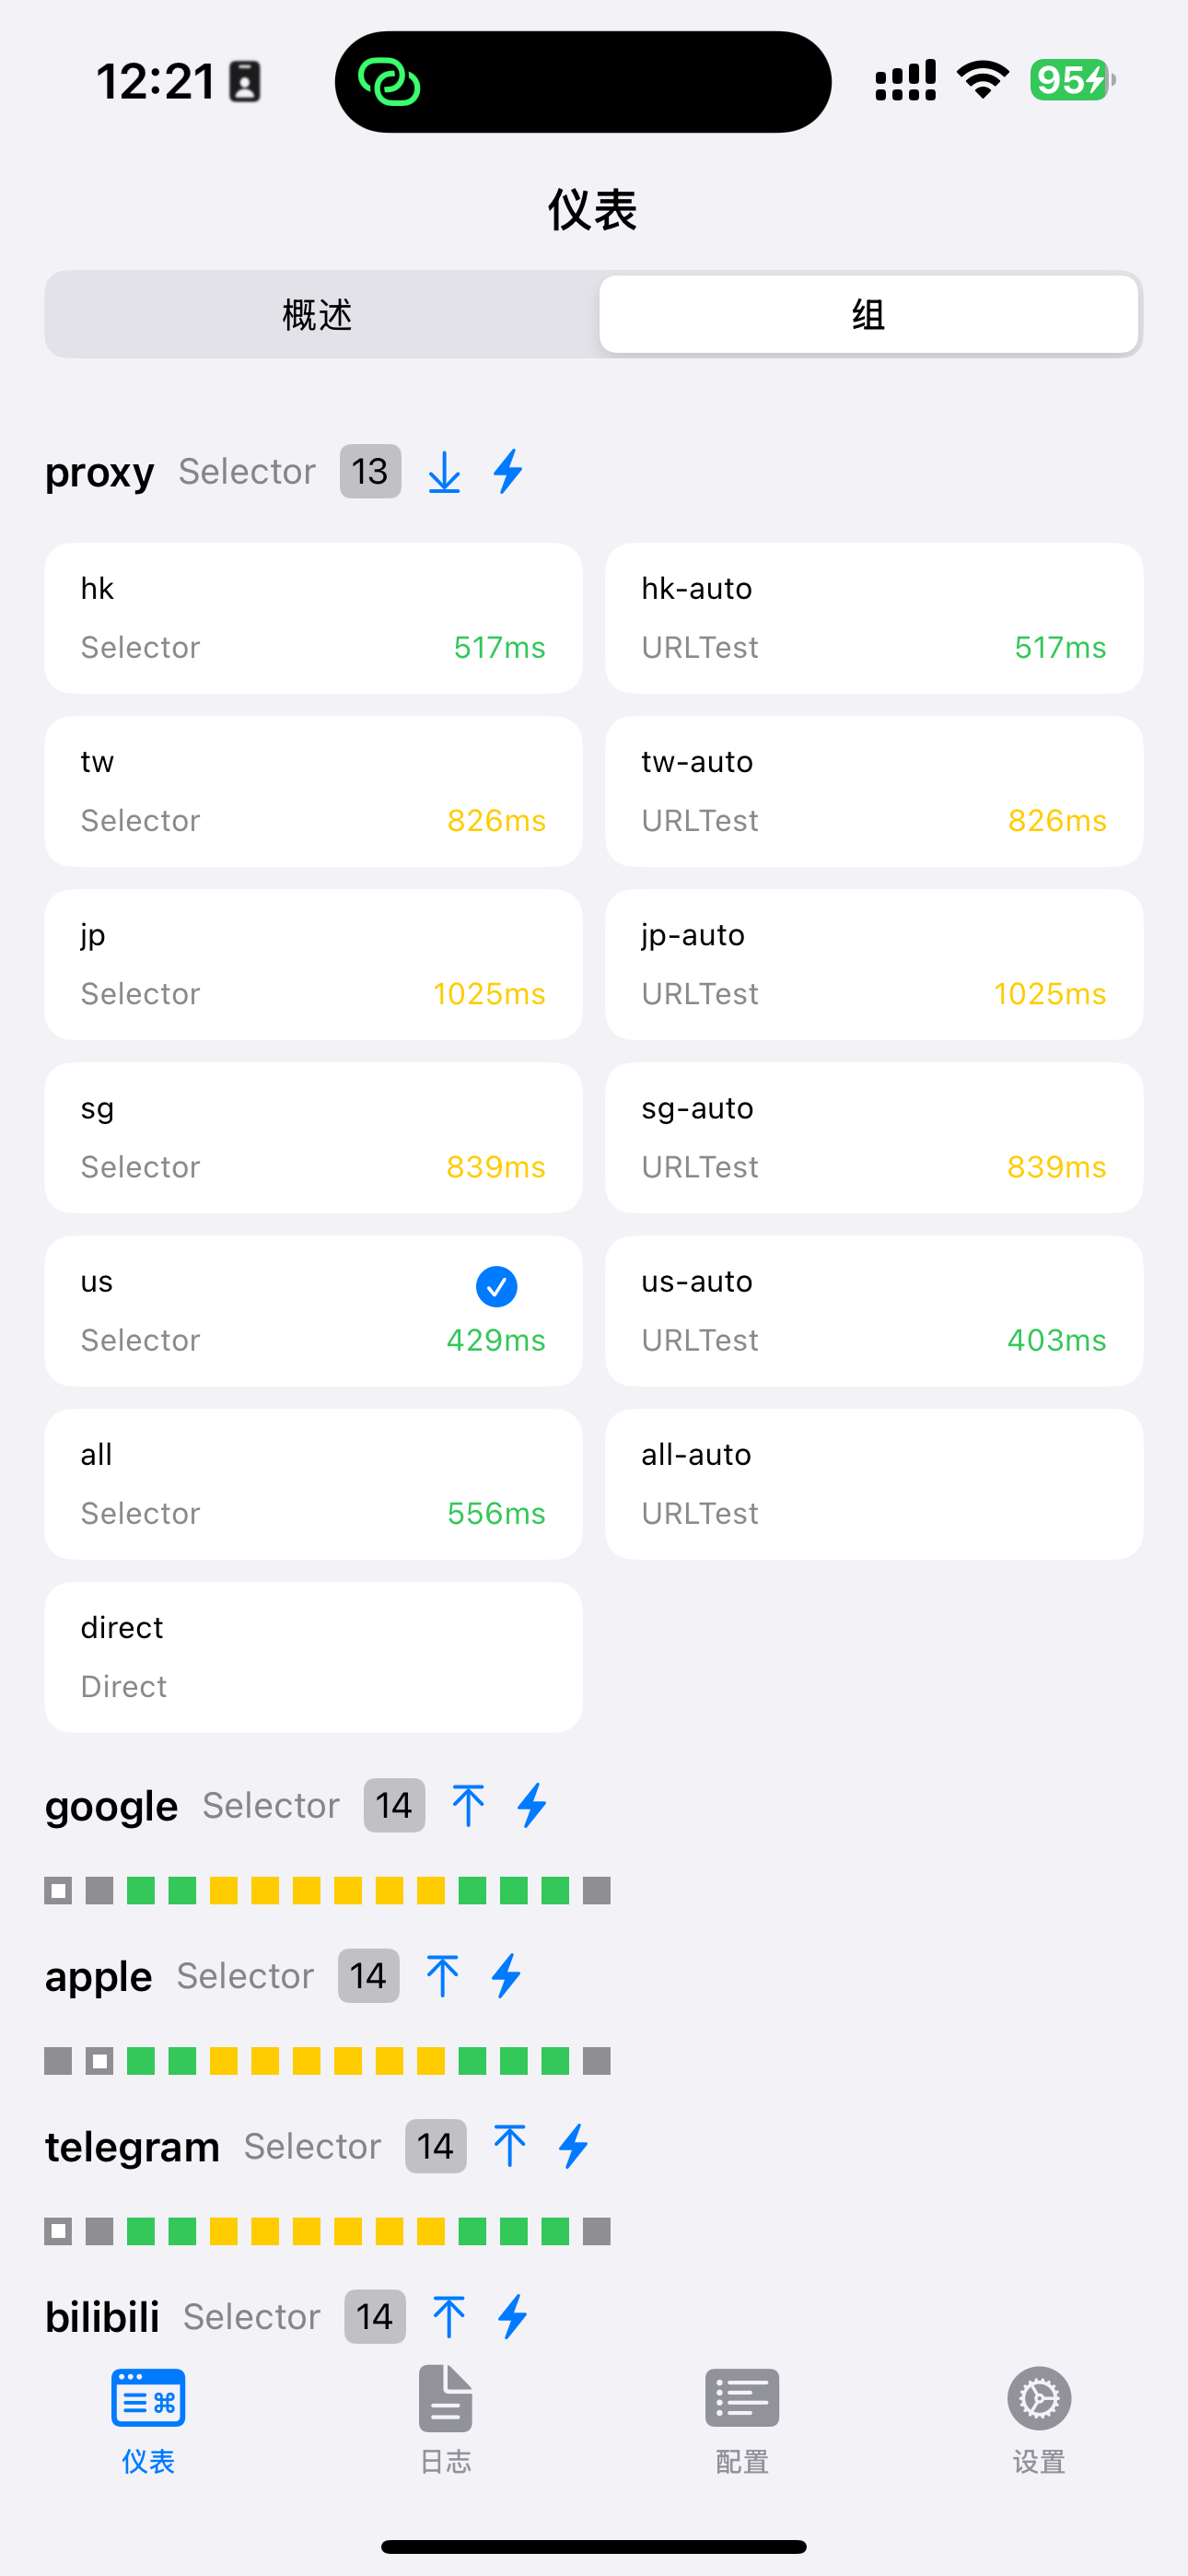 12:21
95
仪表
概述 组
proxy Selector 13
hk hk-auto
Selector 517ms URLTest 517ms
tw tw-auto
Selector 826ms URLTest 826ms
jp jp-auto
Selector 1025ms URLTest 1025ms
sg sg-auto
Selector 839ms URLTest 839ms
us us-auto
Selector 429ms URLTest 403ms
all all-auto
Selector 556ms URLTest
direct
Direct
google Selector 14
apple Selector 14
telegram Selector 14
bilibili Selector 14
仪表 日志 配置 设置